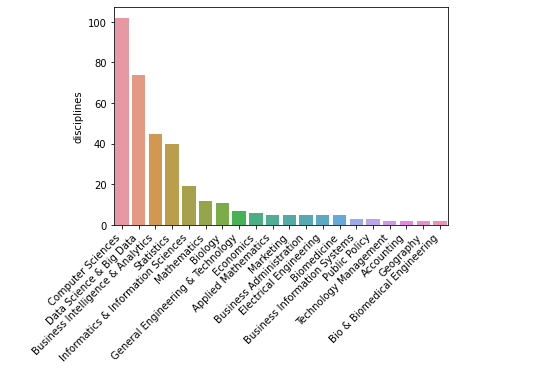 100
80
60
40
20
0
disciplines
Computer Sciences
Data Science & Big Data
Business Intelligence & Analytics
Statistics
Informatics & Information Sciences
Mathematics
Biology
General Engineering & Technology
Economics
Applied Mathematics
Marketing
Business Administration
Electrical Engineering
Biomedicine
Business Information Systems
Public Policy
Technology Management
Accounting
Geography
Bio & Biomedical Engineering